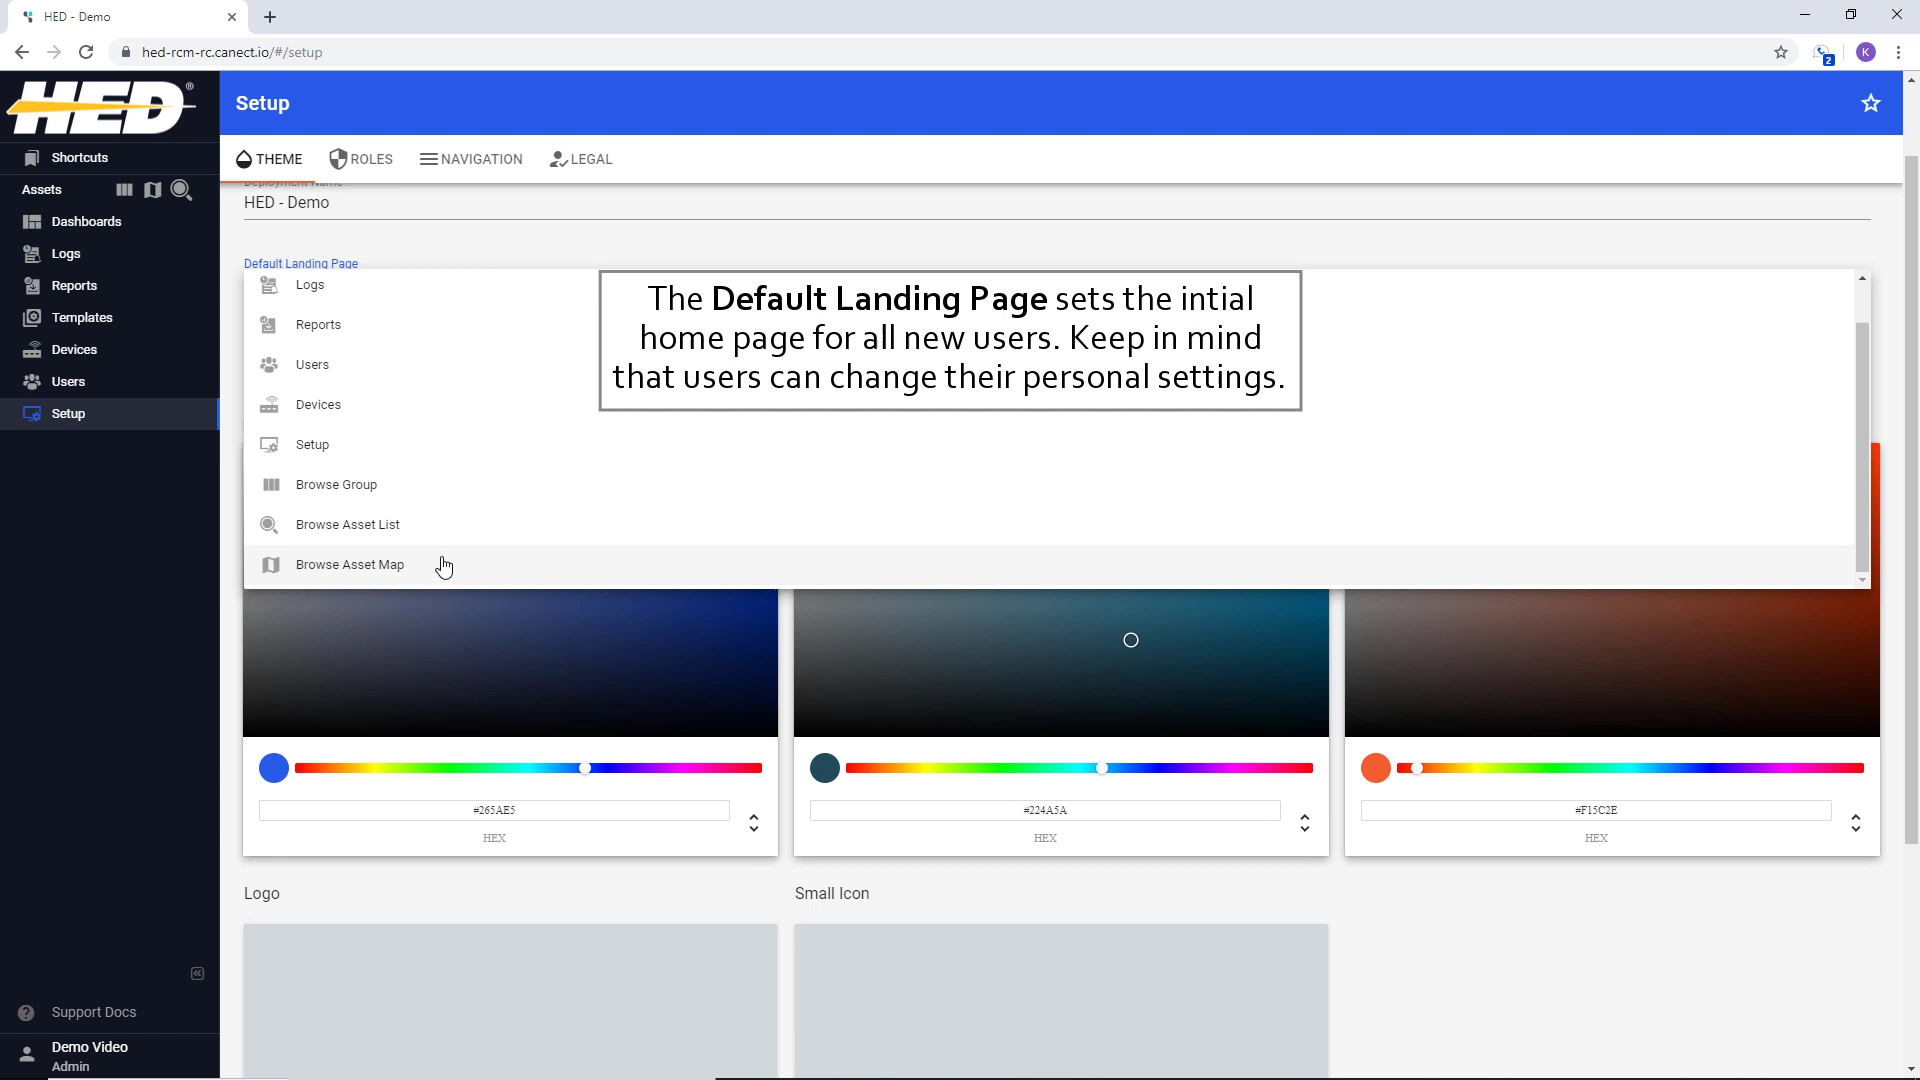 HED - Demo
hed-rcm-rc.canect.io/#/setup
2
K
HED®
Setup
Shortcuts
THEME
ROLES
NAVIGATION
LEGAL
Assets
Deployment Name
HED - Demo
Dashboards
Logs
Reports
Templates
Devices
Users
Setup
Default Landing Page
Logs
Reports
Users
Devices
Setup
Browse Group
Browse Asset List
Browse Asset Map
The Default Landing Page sets the intial
home page for all new users. Keep in mind
that users can change their personal settings.
#265AE5
HEX
#224A5A
HEX
#F15C2E
HEX
Logo
Small Icon
Support Docs
Demo Video
Admin